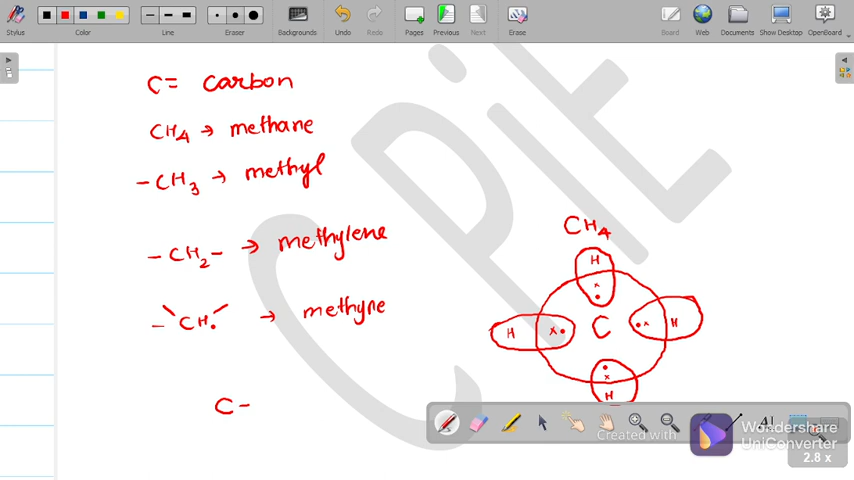 Stylus Color Line Eraser Backgrounds Undo Redo Pages Previous Next Erase Board Web Documents Show Desktop OpenBoard
C= carbon
CH4 → methane
-CH3 → methyl
-CH2- → methylene
CH → methyne
C-
CH4
H
x
H x C x H
x
H
CPiE
Created with Wondershare UniConverter
2.8 x